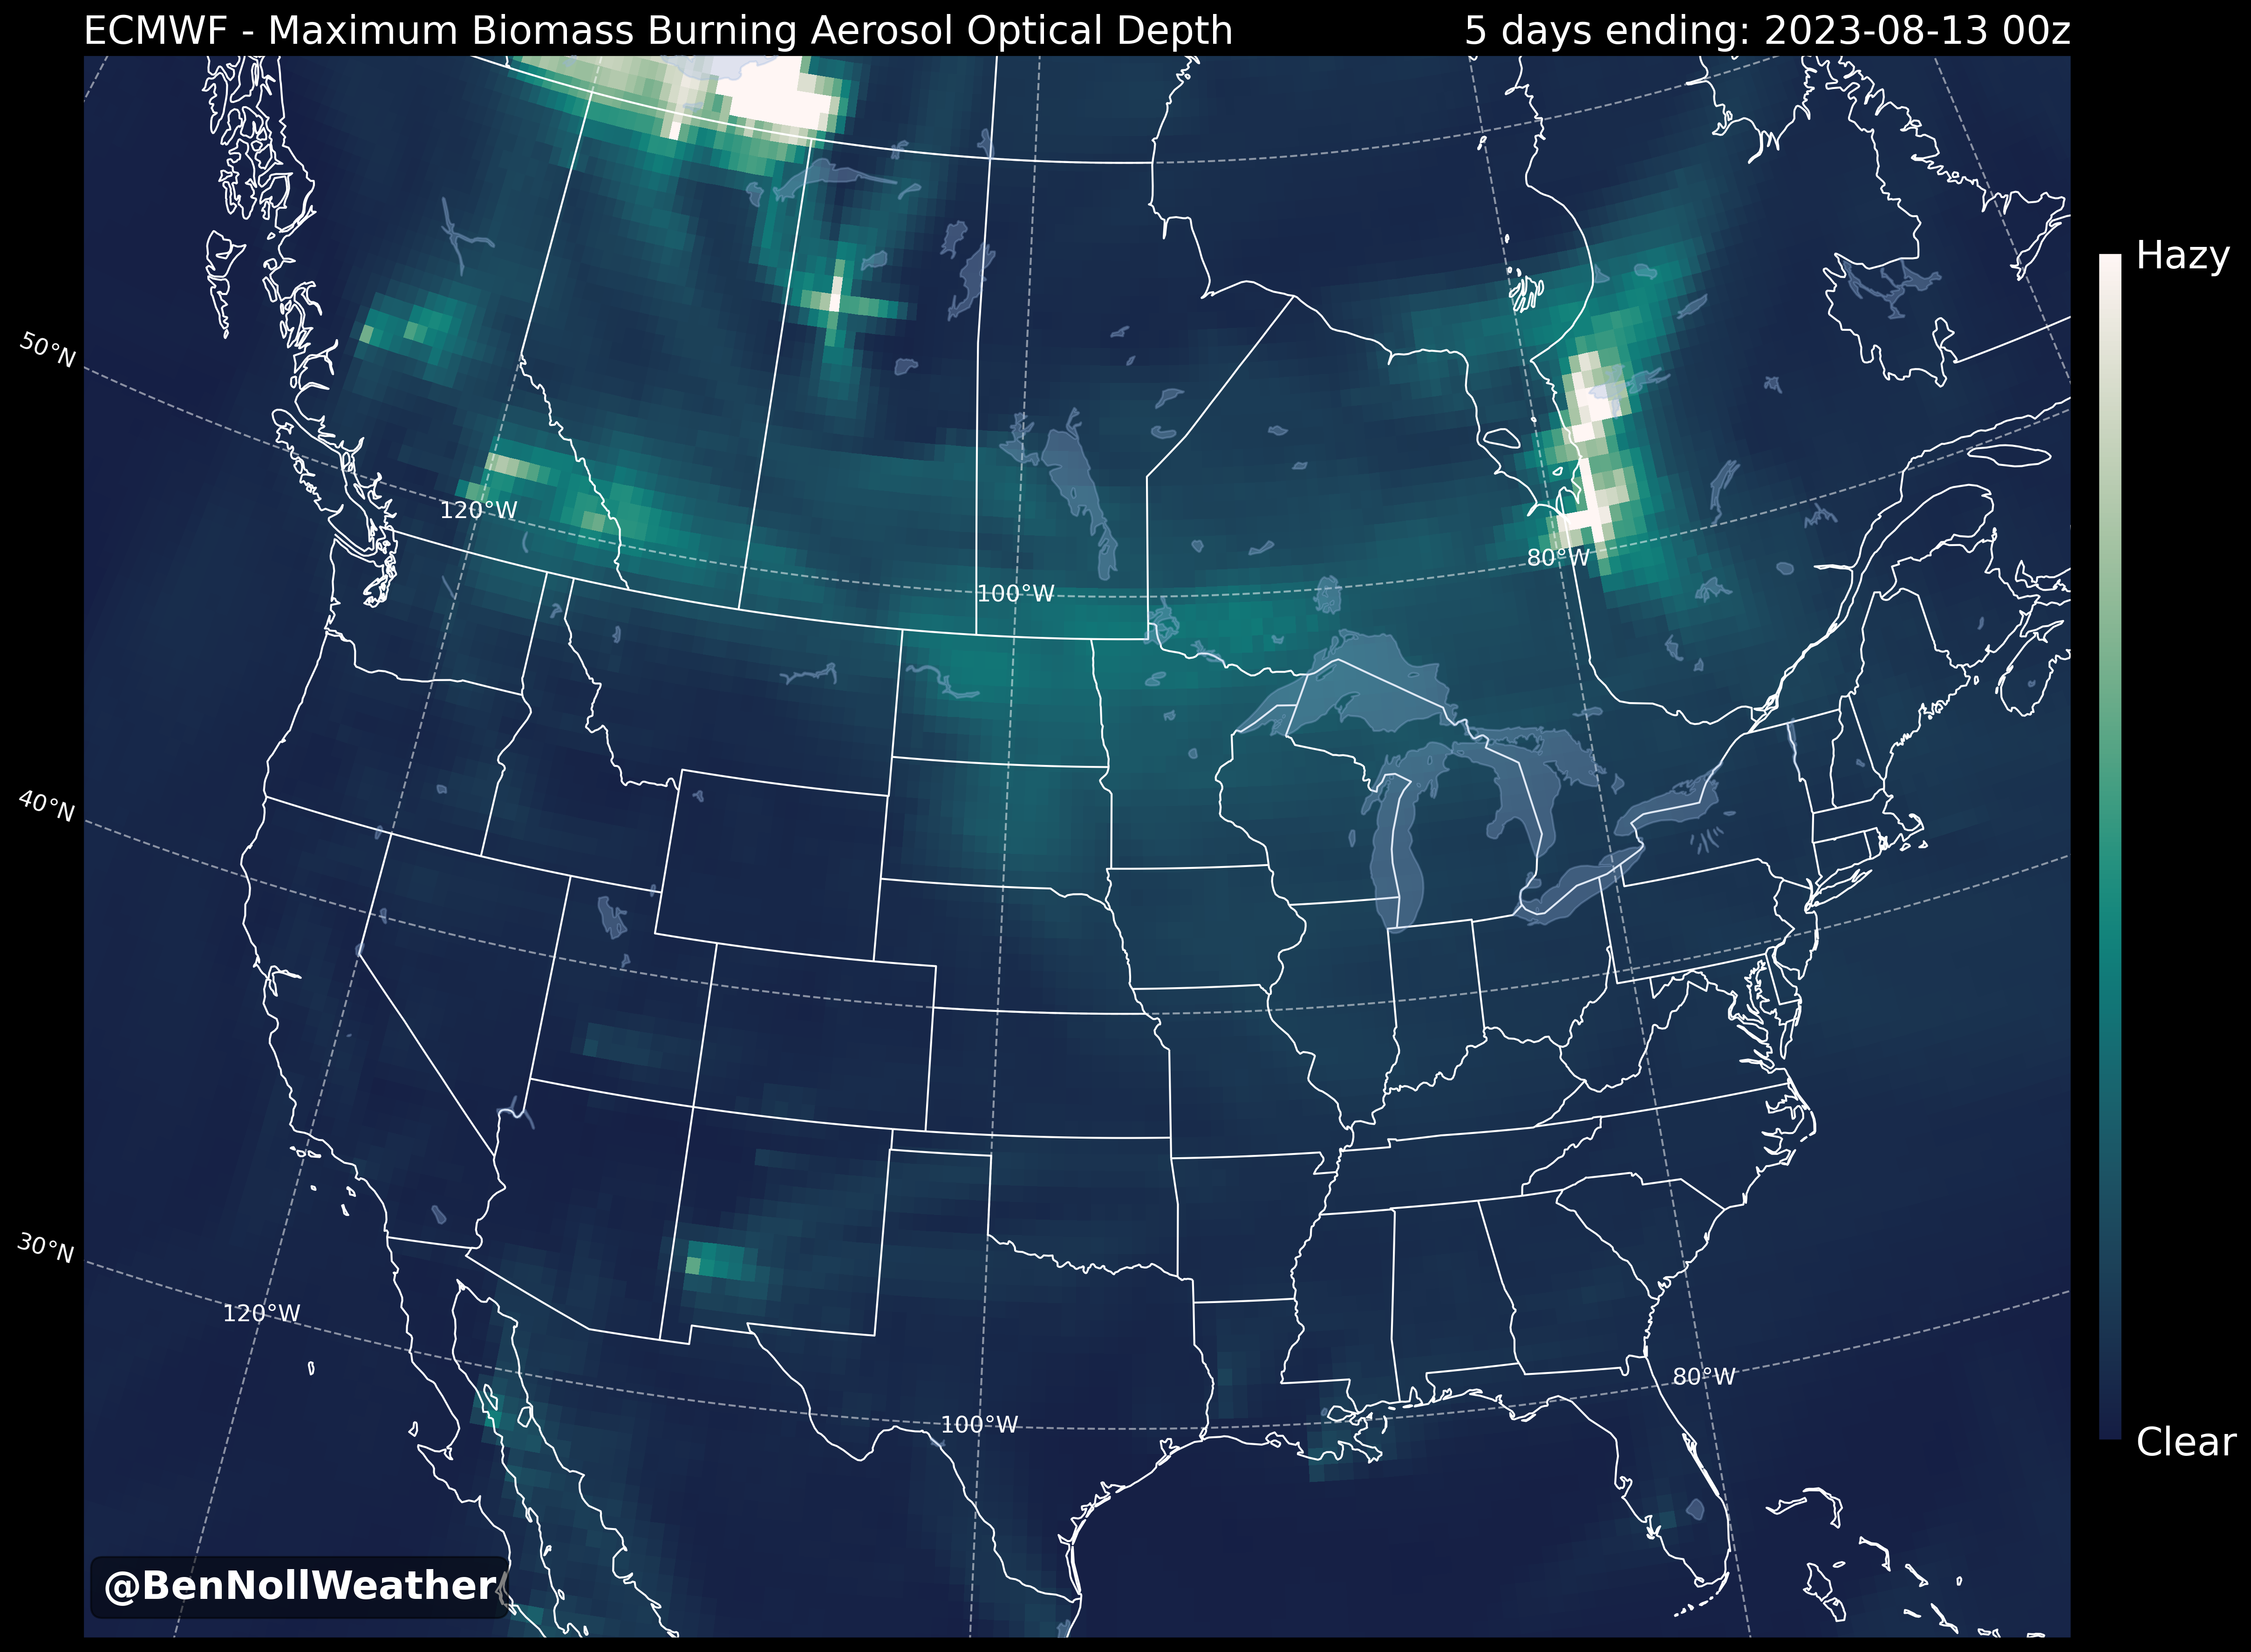 ECMWF - Maximum Biomass Burning Aerosol Optical Depth
5 days ending: 2023-08-13 00z
Hazy
50°N
120°W
80°W
100°W
40°N
30°N
120°W
80°W
100°W
Clear
@BenNollWeather